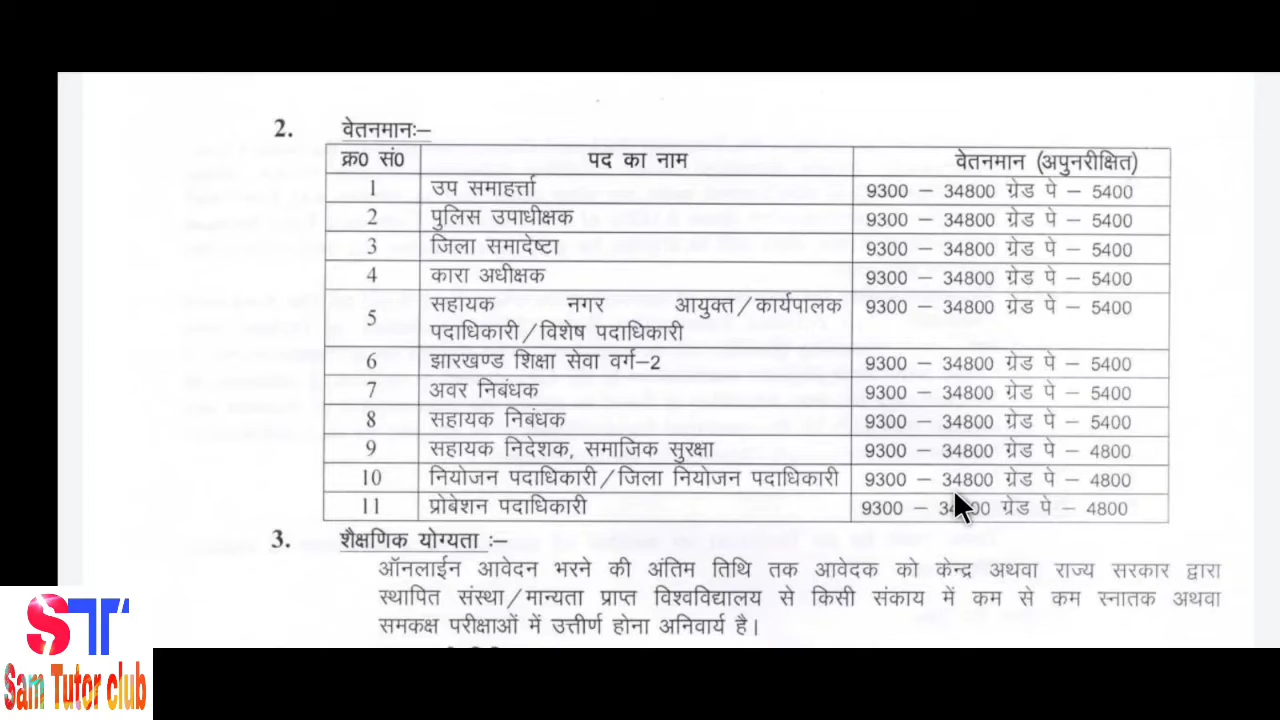 2. वेतनमानः–
क्र0 सं0 पद का नाम वेतनमान (अपुनरीक्षित)
1 उप समाहर्त्ता 9300 – 34800 ग्रेड पे – 5400
2 पुलिस उपाधीक्षक 9300 – 34800 ग्रेड पे – 5400
3 जिला समादेष्टा 9300 – 34800 ग्रेड पे – 5400
4 कारा अधीक्षक 9300 – 34800 ग्रेड पे – 5400
5 सहायक नगर आयुक्त/कार्यपालक 9300 – 34800 ग्रेड पे – 5400
पदाधिकारी/विशेष पदाधिकारी
6 झारखण्ड शिक्षा सेवा वर्ग–2 9300 – 34800 ग्रेड पे – 5400
7 अवर निबंधक 9300 – 34800 ग्रेड पे – 5400
8 सहायक निबंधक 9300 – 34800 ग्रेड पे – 5400
9 सहायक निदेशक, समाजिक सुरक्षा 9300 – 34800 ग्रेड पे – 4800
10 नियोजन पदाधिकारी/जिला नियोजन पदाधिकारी 9300 – 34800 ग्रेड पे – 4800
11 प्रोबेशन पदाधिकारी 9300 – 34800 ग्रेड पे – 4800
3. शैक्षणिक योग्यता :–
ऑनलाईन आवेदन भरने की अंतिम तिथि तक आवेदक को केन्द्र अथवा राज्य सरकार द्वारा
स्थापित संस्था/मान्यता प्राप्त विश्वविद्यालय से किसी संकाय में कम से कम स्नातक अथवा
समकक्ष परीक्षाओं में उत्तीर्ण होना अनिवार्य है।
ST
Sam Tutor club